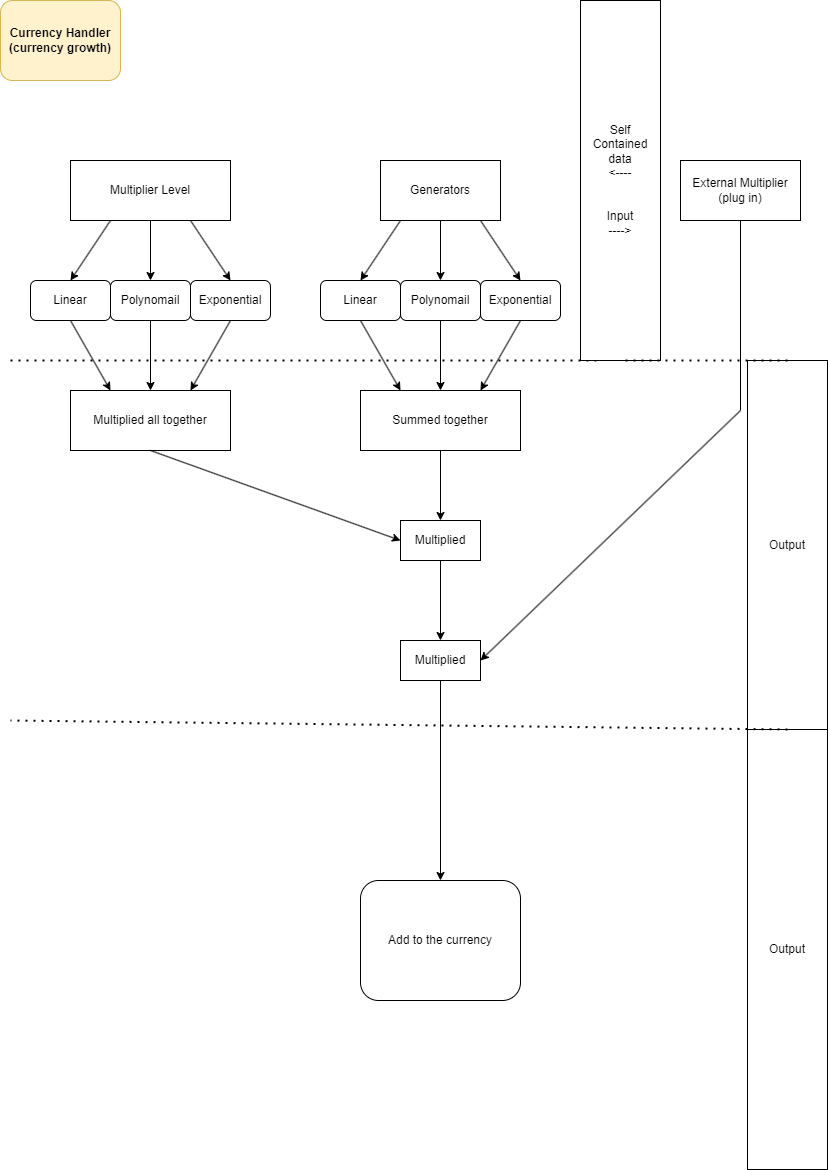 Currency Handler
(currency growth)
Self
Contained
data
<----
Input
---->
Multiplier Level
Generators
External Multiplier
(plug in)
Linear
Polynomail
Exponential
Linear
Polynomail
Exponential
Multiplied all together
Summed together
Multiplied
Output
Multiplied
Add to the currency
Output